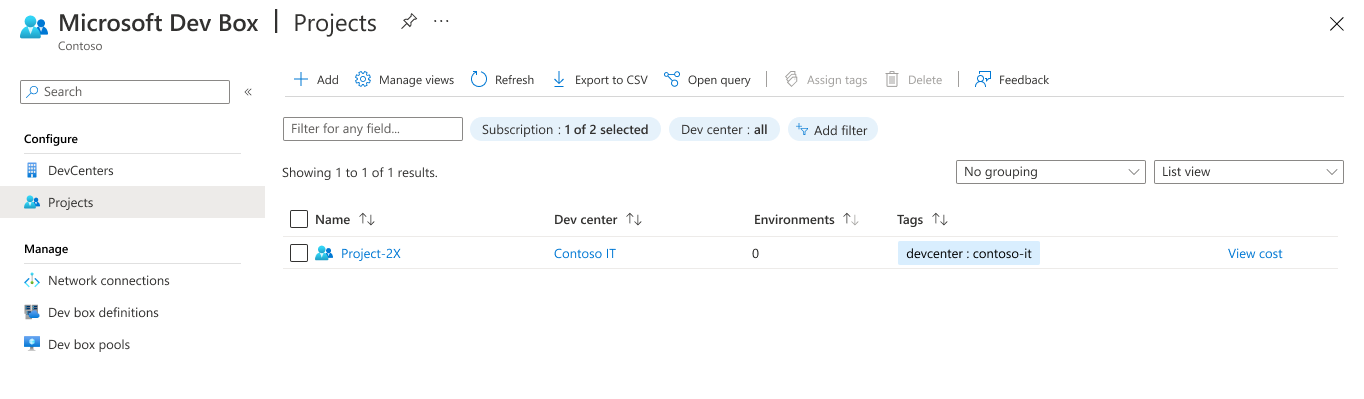 Microsoft Dev Box | Projects ...
Contoso
Search «
Configure
DevCenters
Projects
Manage
Network connections
Dev box definitions
Dev box pools
Add Manage views Refresh Export to CSV Open query Assign tags Delete Feedback
Filter for any field... Subscription : 1 of 2 selected Dev center : all Add filter
Showing 1 to 1 of 1 results. No grouping List view
Name Dev center Environments Tags
Project-2X Contoso IT 0 devcenter : contoso-it View cost